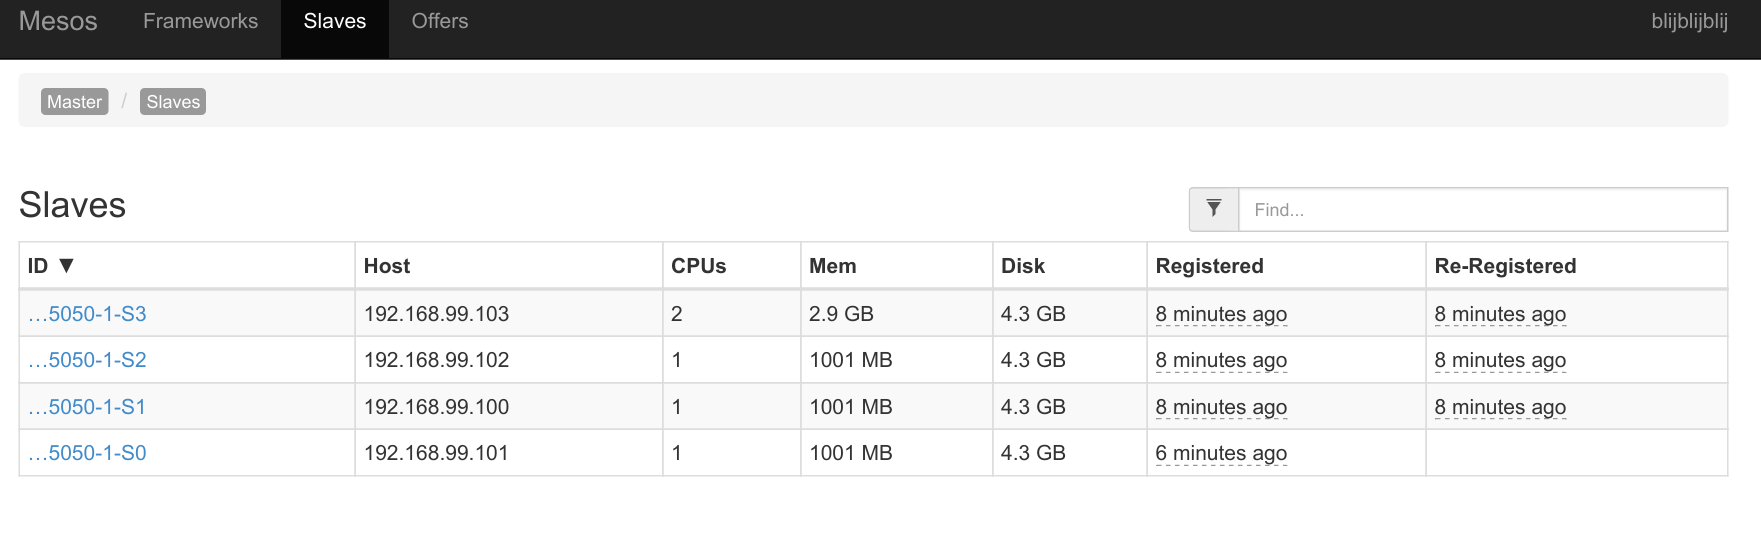 Mesos Frameworks Slaves Offers blijblijblij
Master / Slaves
Slaves
Find...
ID ▼ Host CPUs Mem Disk Registered Re-Registered
…5050-1-S3 192.168.99.103 2 2.9 GB 4.3 GB 8 minutes ago 8 minutes ago
…5050-1-S2 192.168.99.102 1 1001 MB 4.3 GB 8 minutes ago 8 minutes ago
…5050-1-S1 192.168.99.100 1 1001 MB 4.3 GB 8 minutes ago 8 minutes ago
…5050-1-S0 192.168.99.101 1 1001 MB 4.3 GB 6 minutes ago